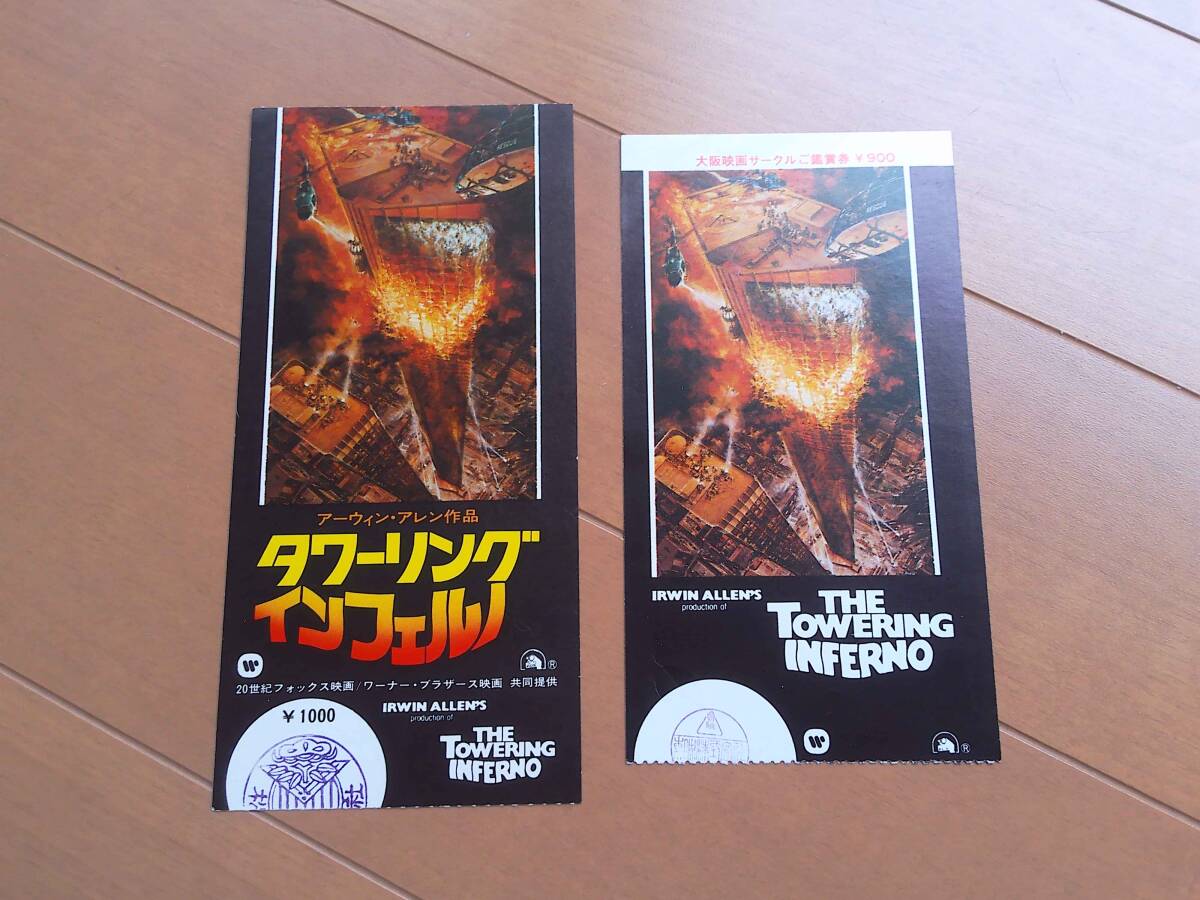 アーウィン・アレン作品
タワーリング
インフェルノ
20世紀フォックス映画/ワーナー・ブラザース映画 共同提供
IRWIN ALLEN'S
production of
THE
TOWERING
INFERNO
¥1000
大阪映画サークルご鑑賞券 ¥900
IRWIN ALLEN'S
production of
THE
TOWERING
INFERNO